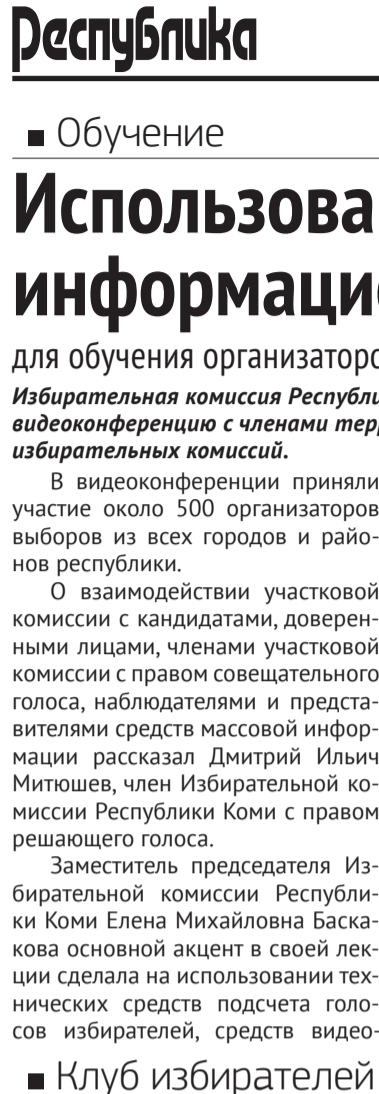 Республика
Обучение
Использова
информаци
для обучения организаторо
Избирательная комиссия Республи
видеоконференцию с членами тер
избирательных комиссий.
В видеоконференции приняли
участие около 500 организаторов
выборов из всех городов и райо-
нов республики.
О взаимодействии участковой
комиссии с кандидатами, доверен-
ными лицами, членами участковой
комиссии с правом совещательного
голоса, наблюдателями и предста-
вителями средств массовой инфор-
мации рассказал Дмитрий Ильич
Митюшев, член Избирательной ко-
миссии Республики Коми с правом
решающего голоса.
Заместитель председателя Из-
бирательной комиссии Республи-
ки Коми Елена Михайловна Баска-
кова основной акцент в своей лек-
ции сделала на использовании тех-
нических средств подсчета голо-
сов избирателей, средств видео-
Клуб избирателей